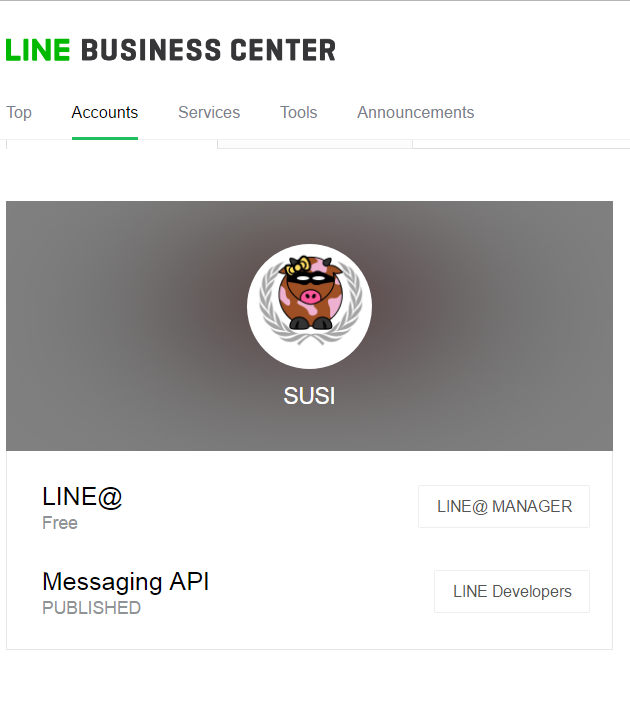 LINE BUSINESS CENTER
Top Accounts Services Tools Announcements
SUSI
LINE@
Free
LINE@ MANAGER
Messaging API
PUBLISHED
LINE Developers